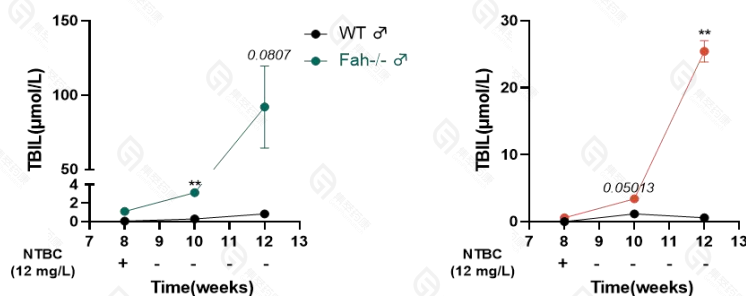 150
100
50
4
2
0
TBIL(μmol/L)
WT ♂
Fah-/- ♂
**
0.0807
7 8 9 10 11 12 13
NTBC
(12 mg/L)
+ - - - -
Time(weeks)
30
20
10
0
TBIL(μmol/L)
0.05013
**
7 8 9 10 11 12 13
NTBC
(12 mg/L)
+ - - - -
Time(weeks)